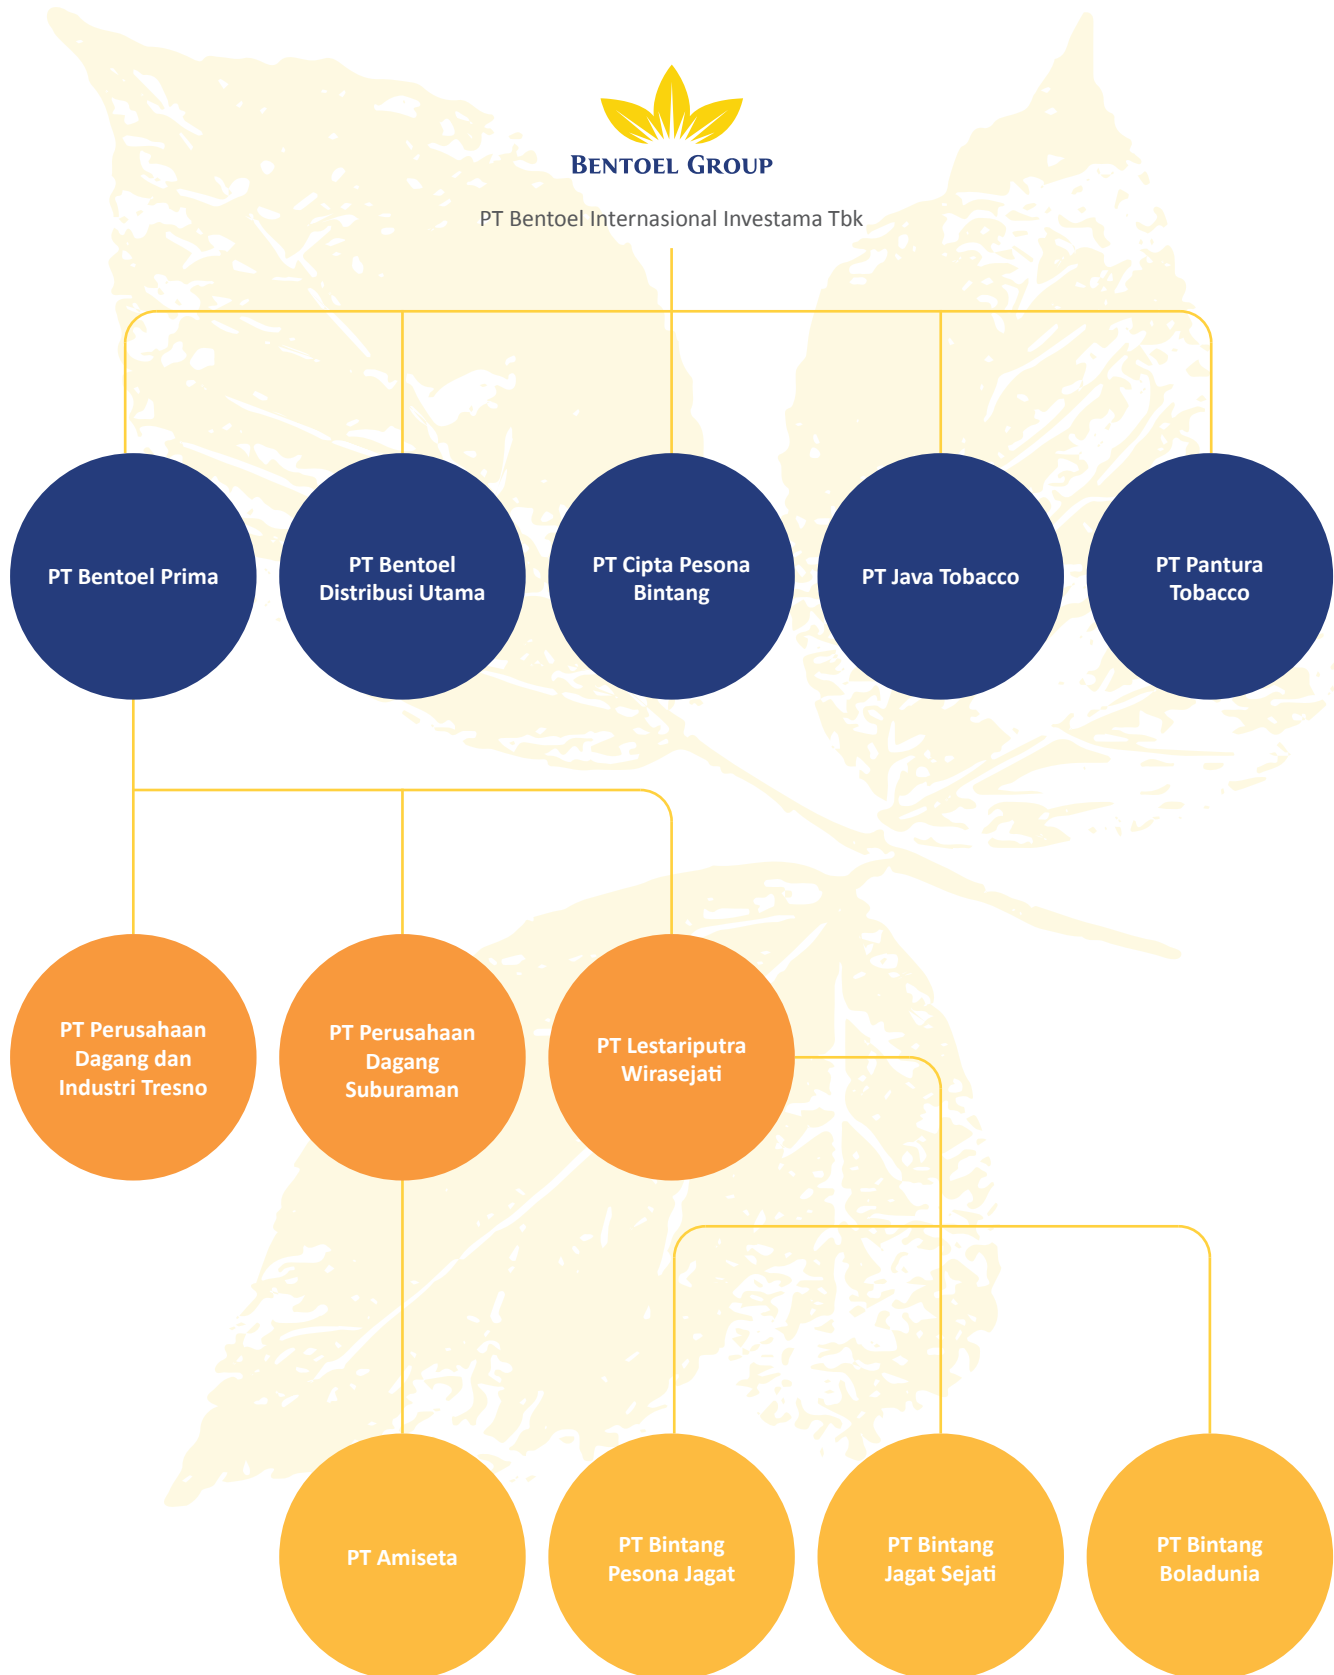 BENTOEL GROUP
PT Bentoel Internasional Investama Tbk
PT Bentoel Prima
PT Bentoel
Distribusi Utama
PT Cipta Pesona
Bintang
PT Java Tobacco
PT Pantura
Tobacco
PT Perusahaan
Dagang dan
Industri Tresno
PT Perusahaan
Dagang
Suburaman
PT Lestariputra
Wirasejati
PT Amiseta
PT Bintang
Pesona Jagat
PT Bintang
Jagat Sejati
PT Bintang
Boladunia